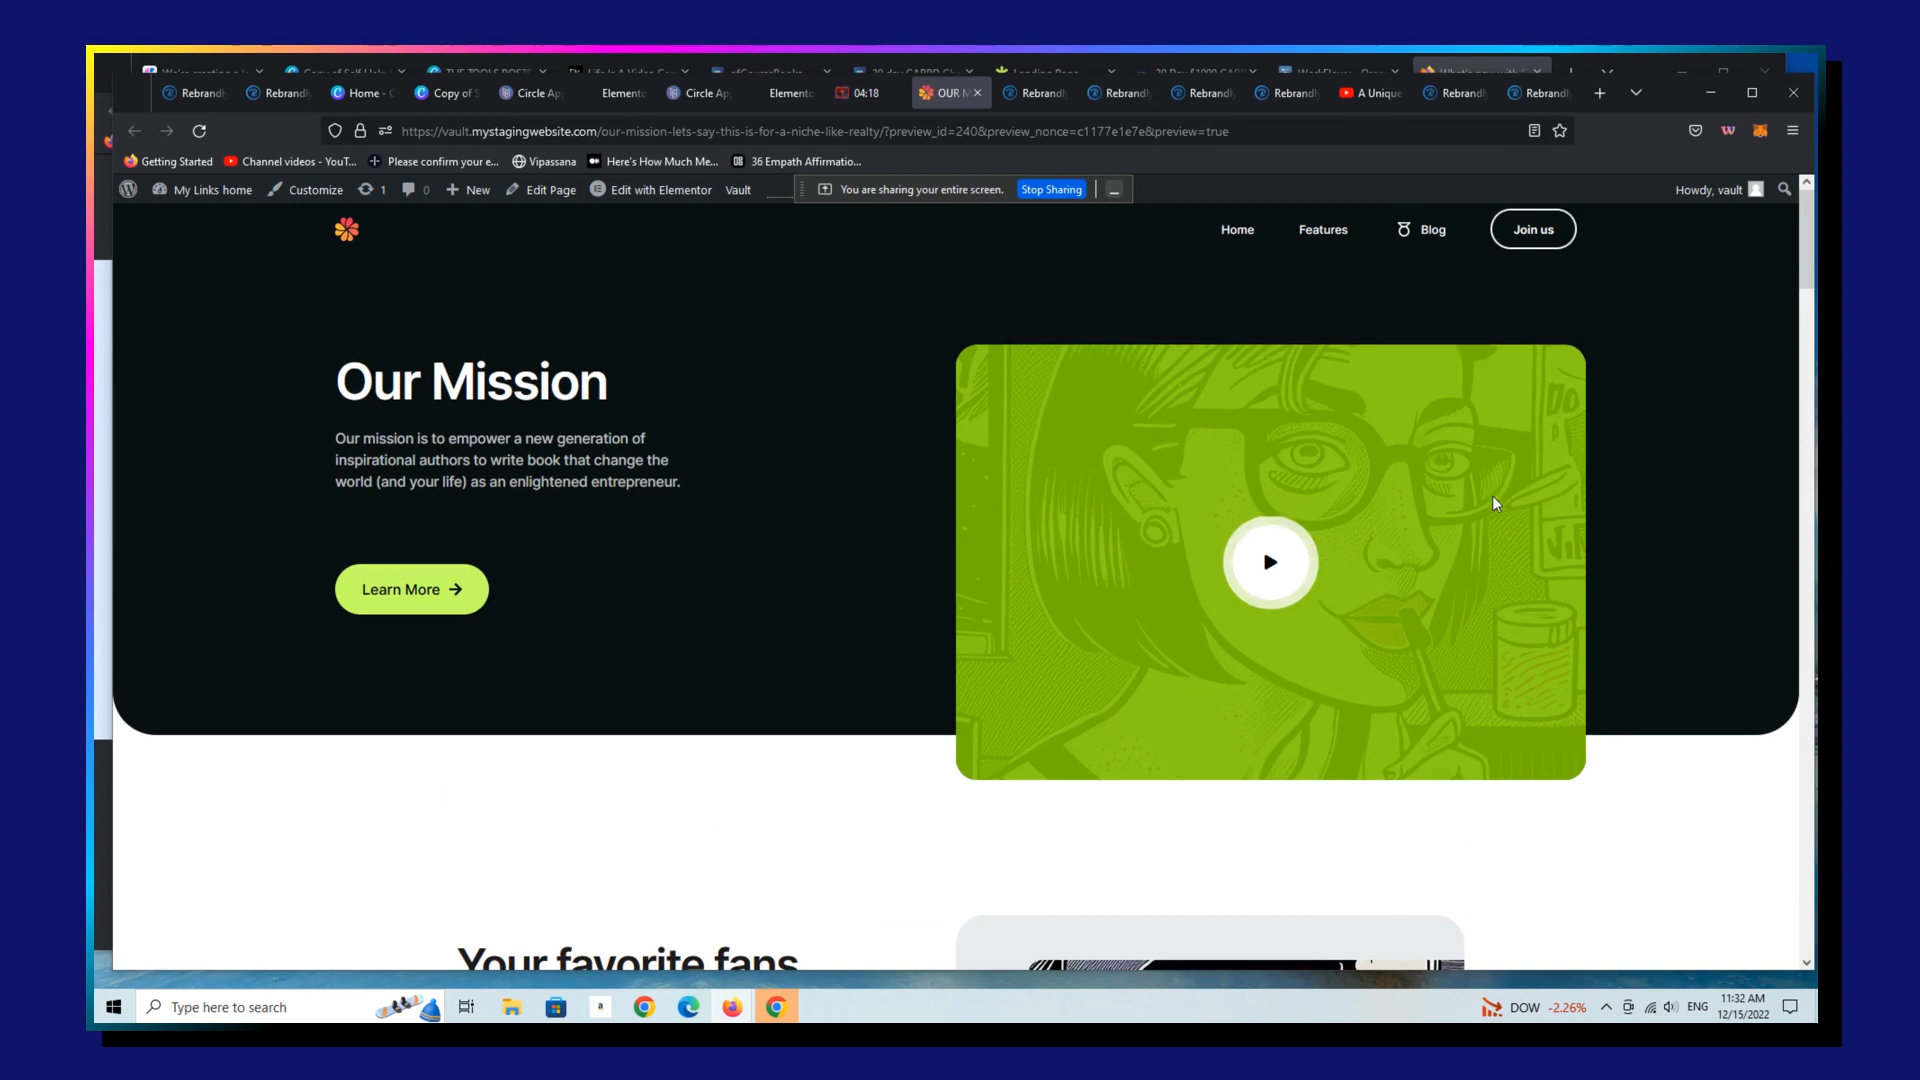 Rebrandl
Rebrandl
Home - C
Copy of S
Circle Ap
Elemento
Circle Ap
Elemento
04:18
OUR M
Rebrandl
Rebrandl
Rebrandl
Rebrandl
A Unique
Rebrandl
Rebrandl
https://vault.mystagingwebsite.com/our-mission-lets-say-this-is-for-a-niche-like-realty/?preview_id=240&preview_nonce=c1177e1e7e&preview=true
Getting Started
Channel videos - YouT...
Please confirm your e...
Vipassana
Here's How Much Me...
36 Empath Affirmatio...
My Links home
Customize
1
0
New
Edit Page
Edit with Elementor
Vault
You are sharing your entire screen.
Stop Sharing
Howdy, vault
Home
Features
Blog
Join us
Our Mission
Our mission is to empower a new generation of
inspirational authors to write book that change the
world (and your life) as an enlightened entrepreneur.
Learn More
Your favorite fans
Type here to search
DOW -2.26%
ENG
11:32 AM
12/15/2022